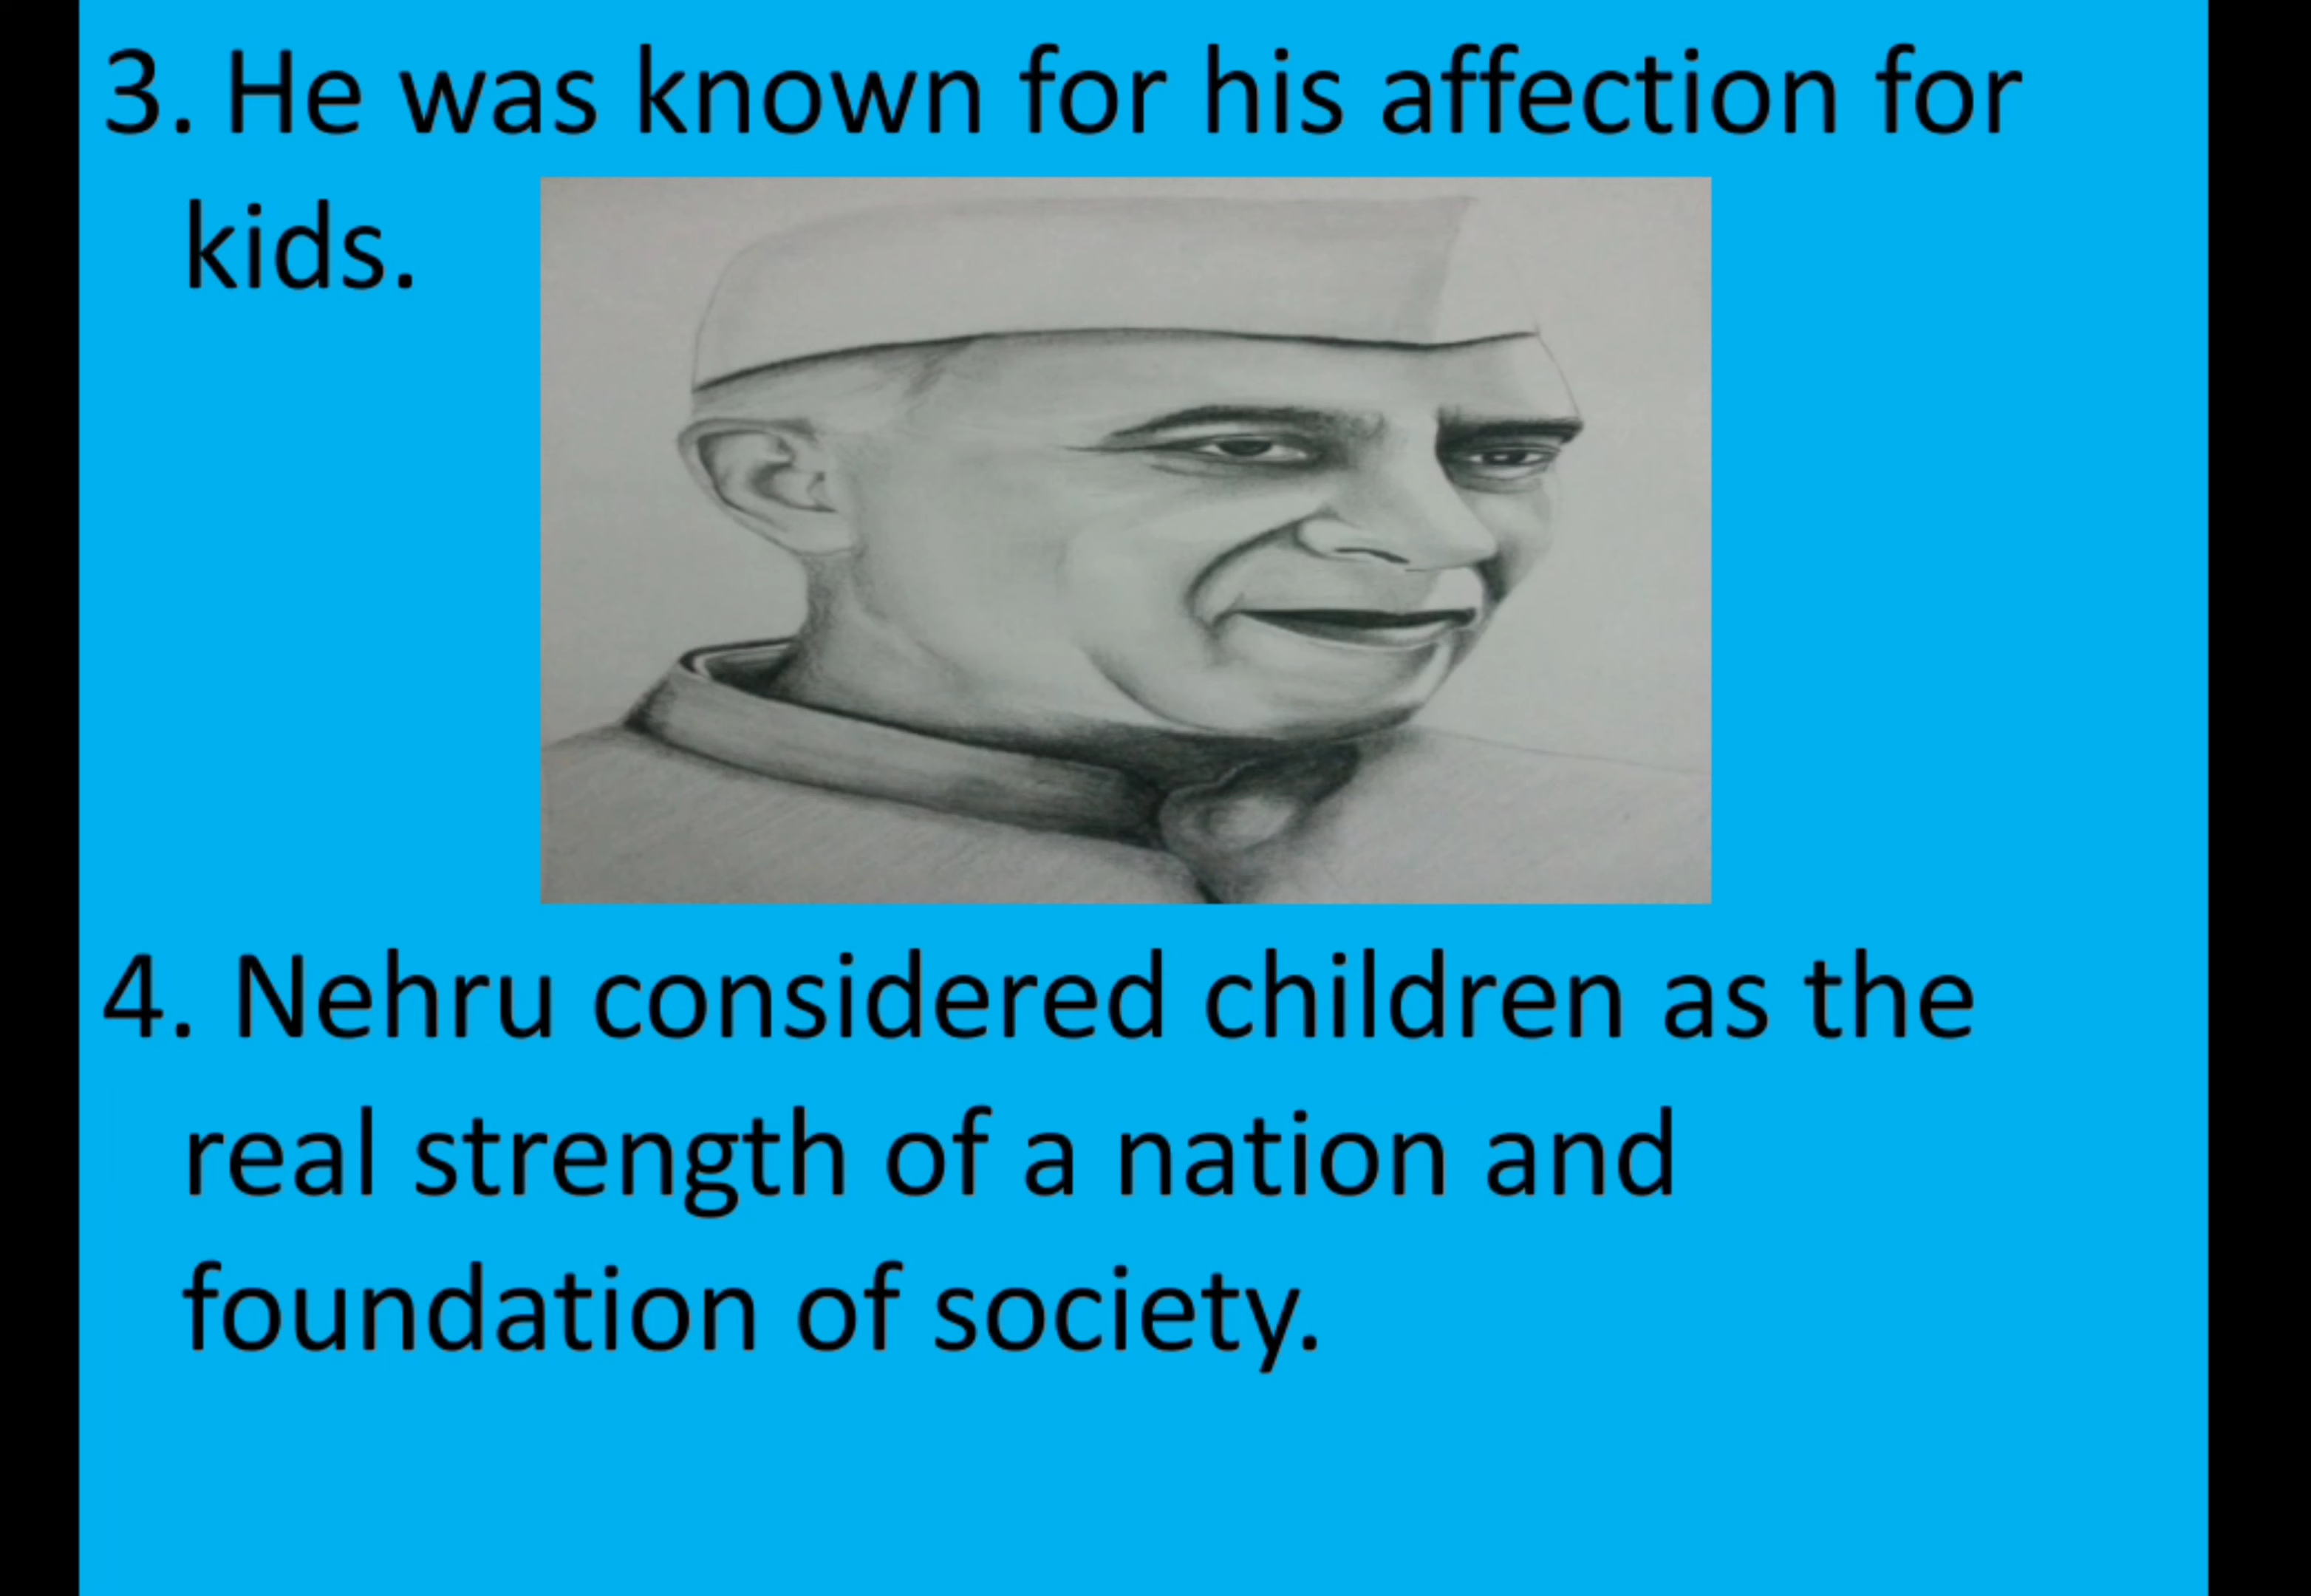 3. He was known for his affection for
kids.
4. Nehru considered children as the
real strength of a nation and
foundation of society.